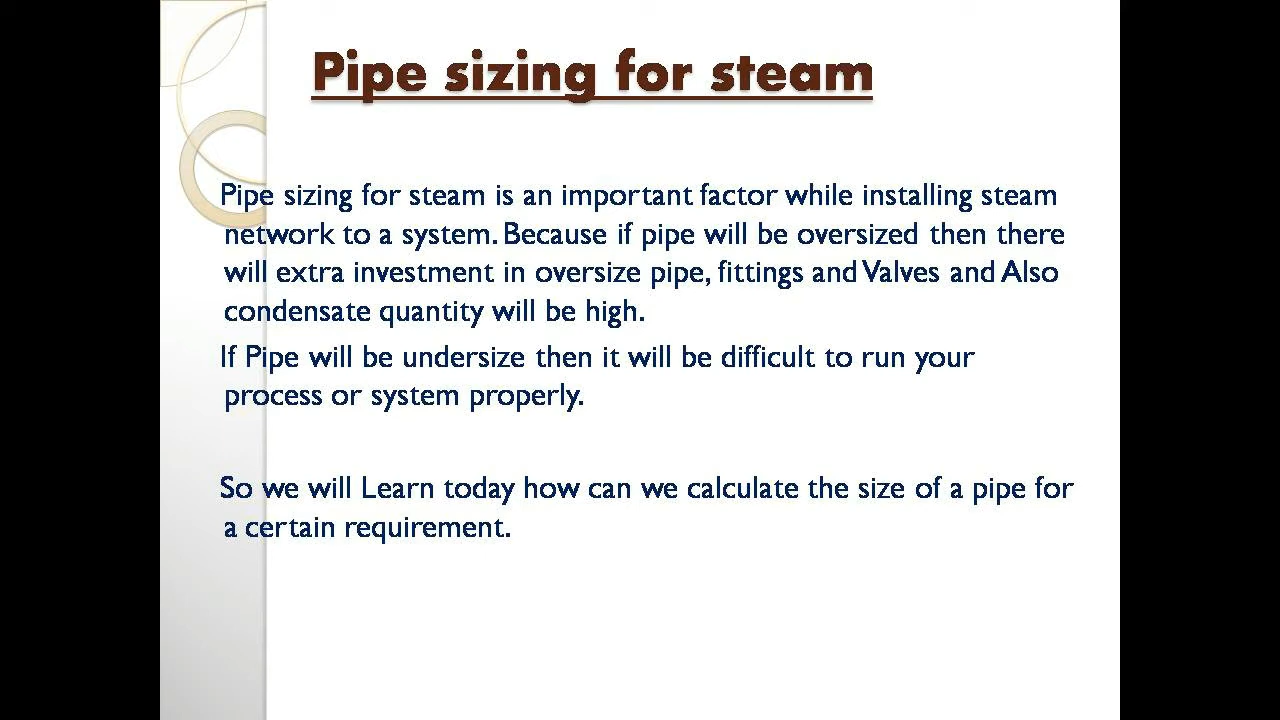 Pipe sizing for steam
Pipe sizing for steam is an important factor while installing steam
network to a system. Because if pipe will be oversized then there
will extra investment in oversize pipe, fittings and Valves and Also
condensate quantity will be high.
If Pipe will be undersize then it will be difficult to run your
process or system properly.
So we will Learn today how can we calculate the size of a pipe for
a certain requirement.